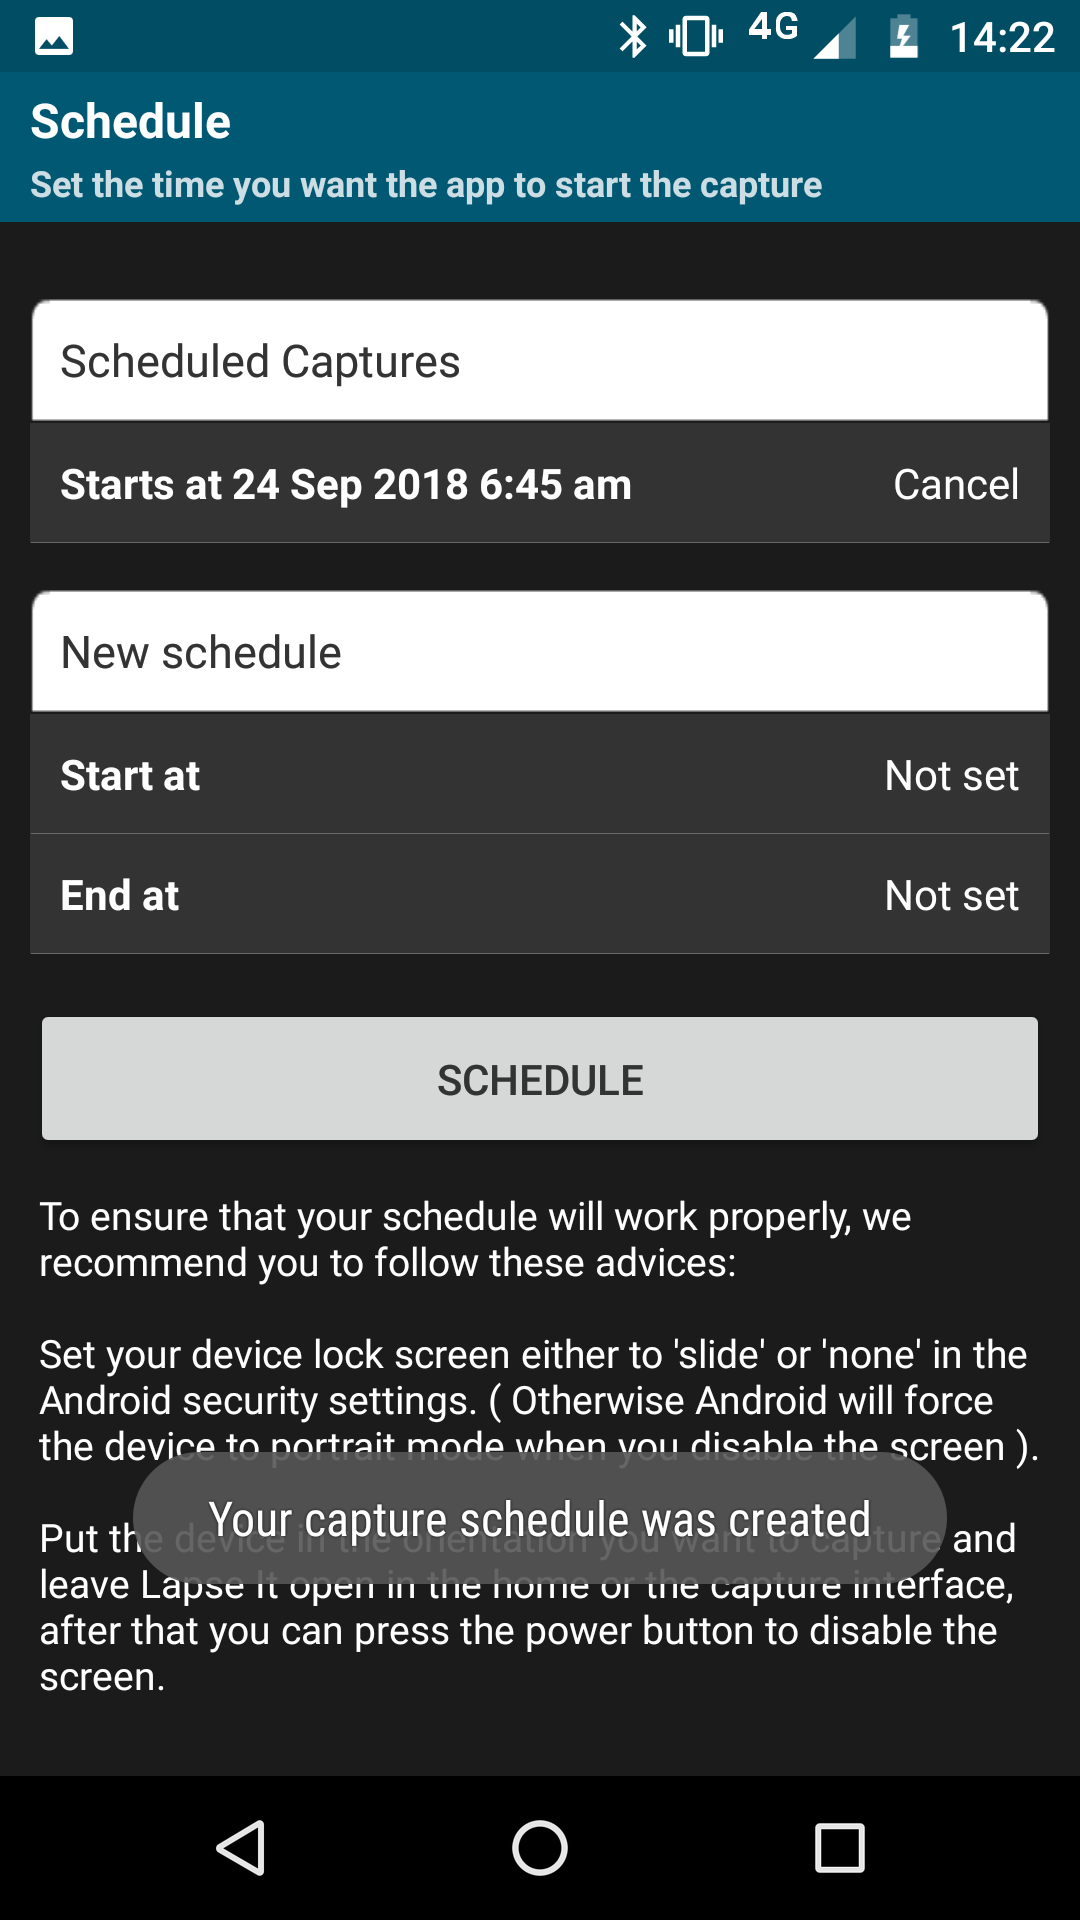 4G 14:22
Schedule
Set the time you want the app to start the capture
Scheduled Captures
Starts at 24 Sep 2018 6:45 am Cancel
New schedule
Start at Not set
End at Not set
SCHEDULE
To ensure that your schedule will work properly, we
recommend you to follow these advices:
Set your device lock screen either to 'slide' or 'none' in the
Android security settings. ( Otherwise Android will force
the device to portrait mode when you disable the screen ).
Your capture schedule was created
Put the device in the orientation you want to capture and
leave Lapse It open in the home or the capture interface,
after that you can press the power button to disable the
screen.